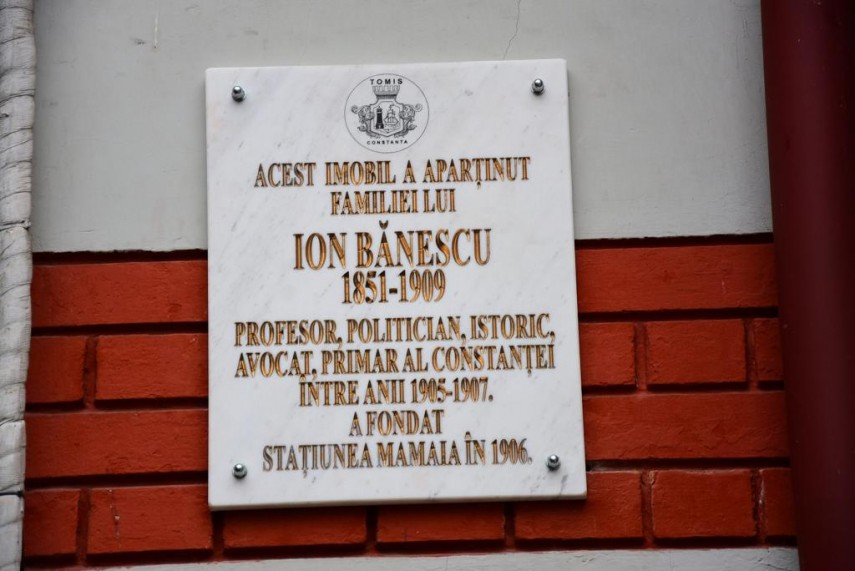 TOMIS
CONSTANTA
ACEST IMOBIL A APARȚINUT
FAMILIEI LUI
ION BĂNESCU
1851-1909
PROFESOR, POLITICIAN, ISTORIC,
AVOCAT, PRIMAR AL CONSTANȚEI
ÎNTRE ANII 1905-1907.
A FONDAT
STAȚIUNEA MAMAIA ÎN 1906.